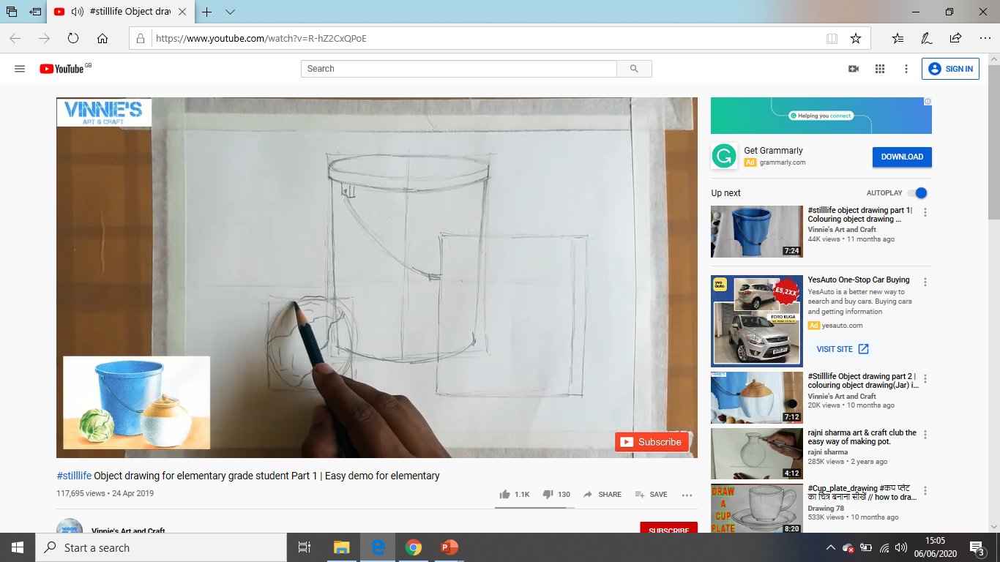 #stilllife Object drav
https://www.youtube.com/watch?v=R-hZ2CxQPoE
YouTube GB
Search
SIGN IN
VINNIE'S
ART & CRAFT
Subscribe
#stilllife Object drawing for elementary grade student Part 1 | Easy demo for elementary
117,695 views • 24 Apr 2019
1.1K
130
SHARE
SAVE
Vinnie's Art and Craft
SUBSCRIBE
Helping you connect
Get Grammarly
Ad grammarly.com
DOWNLOAD
Up next
AUTOPLAY
7:24
#stilllife object drawing part 1|
Colouring object drawing ...
Vinnie's Art and Craft
44K views • 11 months ago
yes
auto
£5,2XX
FORD KUGA
YesAuto One-Stop Car Buying
YesAuto is a better new way to
search and buy cars. Buying cars
and getting information
Ad yesauto.com
VISIT SITE
7:12
#Stilllife Object drawing part 2 |
colouring object drawing(Jar) i...
Vinnie's Art and Craft
20K views • 10 months ago
4:12
rajni sharma art & craft club the
easy way of making pot.
rajni sharma
285K views • 2 years ago
DRAW
A
CUP
PLATE
8:20
#Cup_plate_drawing #कप प्लेट
का चित्र बनाना सीखें // how to dra...
Drawing 78
533K views • 10 months ago
Start a search
15:05
06/06/2020
3